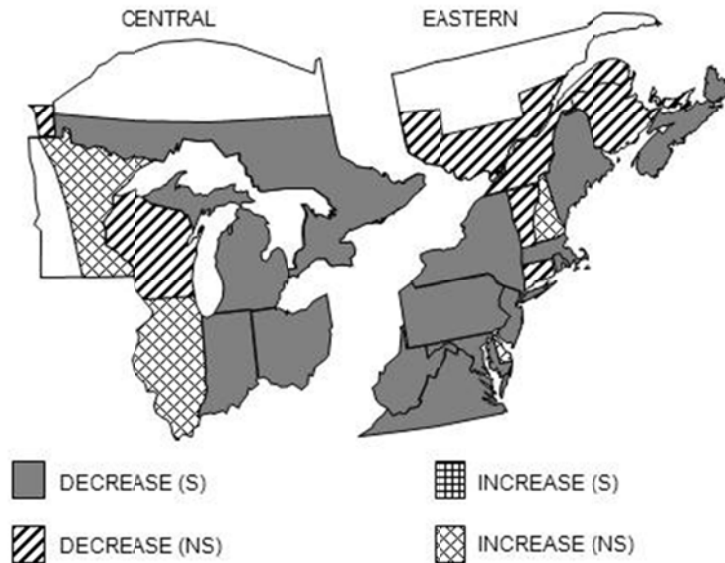 CENTRAL
EASTERN
DECREASE (S)
INCREASE (S)
DECREASE (NS)
INCREASE (NS)